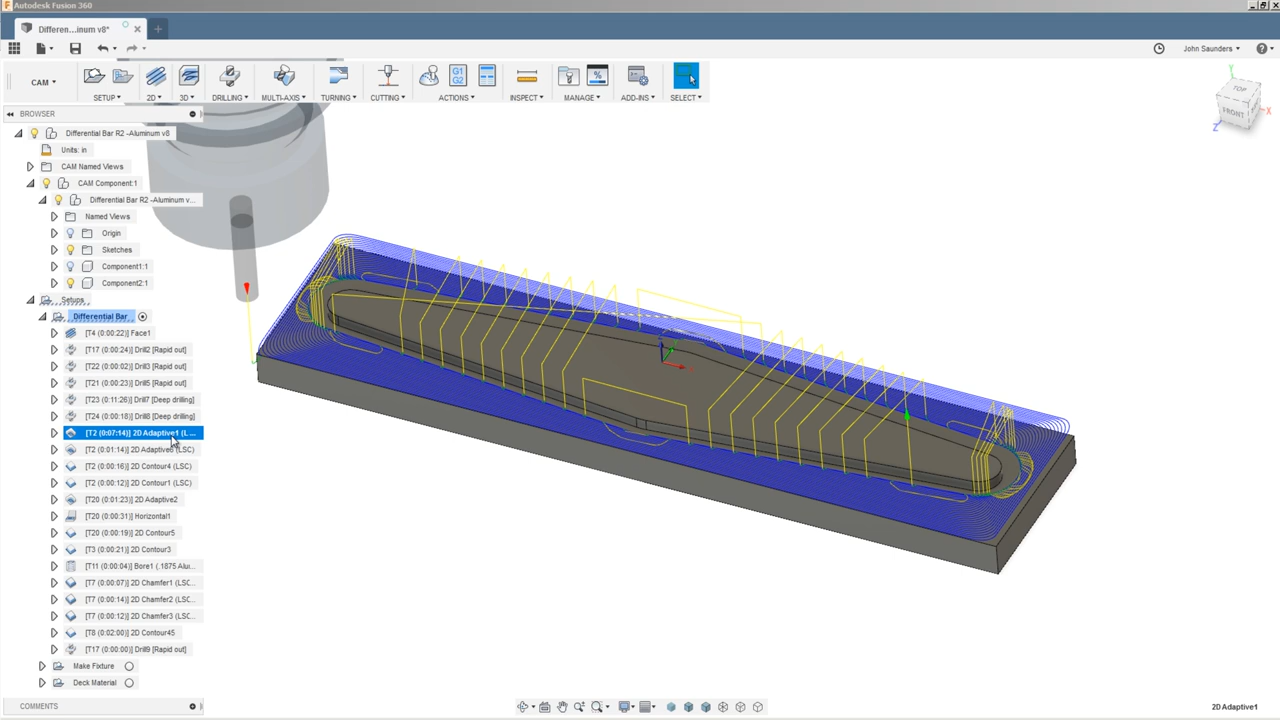 Autodesk Fusion 360
Differen...inum v8*
John Saunders
CAM
SETUP
2D
3D
DRILLING
MULTI-AXIS
TURNING
CUTTING
G1
G2
ACTIONS
INSPECT
MANAGE
ADD-INS
SELECT
BROWSER
Differential Bar R2 -Aluminum v8
Units: in
CAM Named Views
CAM Component:1
Differential Bar R2 -Aluminum v...
Named Views
Origin
Sketches
Component1:1
Component2:1
Setups
Differential Bar
[T4 (0:00:22)] Face1
[T17 (0:00:24)] Drill2 [Rapid out]
[T22 (0:00:02)] Drill3 [Rapid out]
[T21 (0:00:23)] Drill5 [Rapid out]
[T23 (0:11:26)] Drill7 [Deep drilling]
[T24 (0:00:18)] Drill8 [Deep drilling]
[T2 (0:07:14)] 2D Adaptive1 (L ...
[T2 (0:01:14)] 2D Adaptive6 (LSC)
[T2 (0:00:16)] 2D Contour4 (LSC)
[T2 (0:00:12)] 2D Contour1 (LSC)
[T20 (0:01:23)] 2D Adaptive2
[T20 (0:00:31)] Horizontal1
[T20 (0:00:19)] 2D Contour5
[T3 (0:00:21)] 2D Contour3
[T11 (0:00:04)] Bore1 (.1875 Alu...
[T7 (0:00:07)] 2D Chamfer1 (LSC...
[T7 (0:00:14)] 2D Chamfer2 (LSC...
[T7 (0:00:12)] 2D Chamfer3 (LSC...
[T8 (0:02:00)] 2D Contour45
[T17 (0:00:00)] Drill9 [Rapid out]
Make Fixture
Deck Material
COMMENTS
TOP
FRONT
Y
X
Z
2D Adaptive1